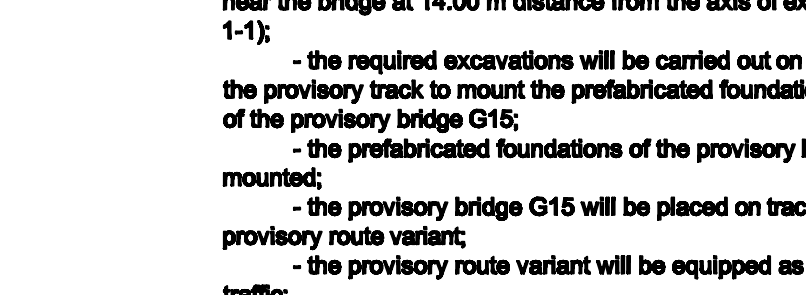 near the bridge at 14.00 m distance from the axis of
1-1);
- the required excavations will be carried out on
the provisory track to mount the prefabricated
of the provisory bridge G15;
- the prefabricated foundations of the provisory
mounted;
- the provisory bridge G15 will be placed on
provisory route variant;
- the provisory route variant will be equipped as
traffic;